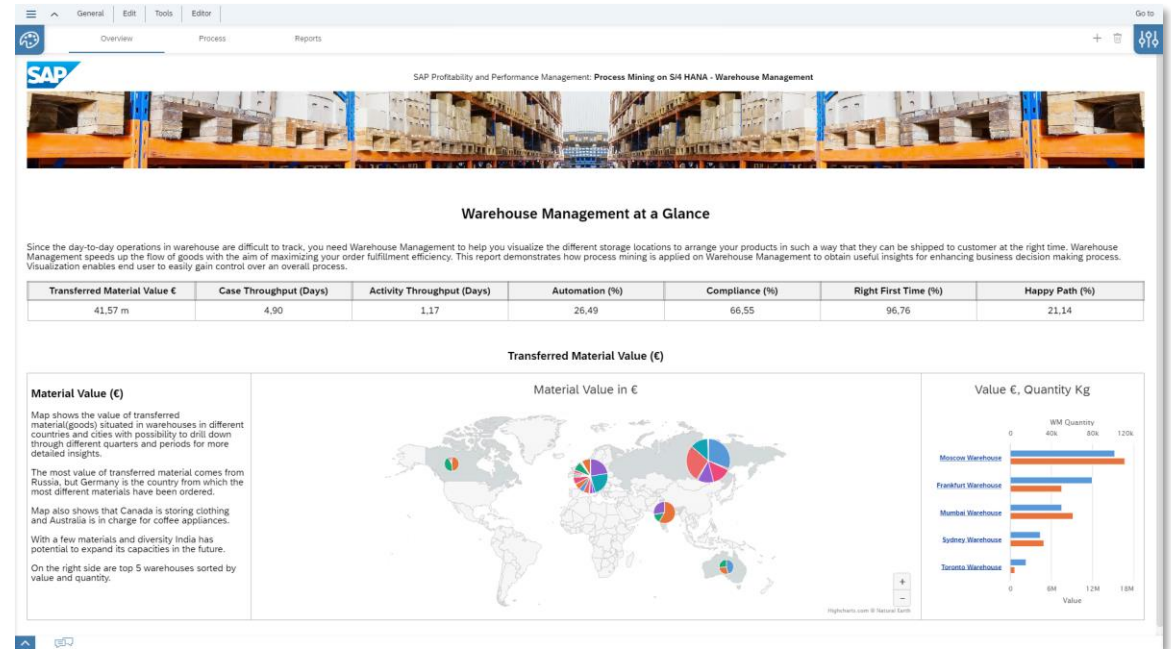 General Edit Tools Editor Go to
Overview Process Reports
SAP
SAP Profitability and Performance Management: Process Mining on S/4 HANA - Warehouse Management
Warehouse Management at a Glance
Since the day-to-day operations in warehouse are difficult to track, you need Warehouse Management to help you visualize the different storage locations to arrange your products in such a way that they can be shipped to customer at the right time. Warehouse
Management speeds up the flow of goods with the aim of maximizing your order fulfillment efficiency. This report demonstrates how process mining is applied on Warehouse Management to obtain useful insights for enhancing business decision making process.
Visualization enables end user to easily gain control over an overall process.
Transferred Material Value € Case Throughput (Days) Activity Throughput (Days) Automation (%) Compliance (%) Right First Time (%) Happy Path (%)
41,57 m 4,90 1,17 26,49 66,55 96,76 21,14
Transferred Material Value (€)
Material Value (€)
Map shows the value of transferred
material(goods) situated in warehouses in different
countries and cities with possibility to drill down
through different quarters and periods for more
detailed insights.
The most value of transferred material comes from
Russia, but Germany is the country from which the
most different materials have been ordered.
Map also shows that Canada is storing clothing
and Australia is in charge for coffee appliances.
With a few materials and diversity India has
potential to expand its capacities in the future.
On the right side are top 5 warehouses sorted by
value and quantity.
Material Value in €
+
−
Highcharts.com © Natural Earth
Value €, Quantity Kg
WM Quantity
0 40k 80k 120k
Moscow Warehouse
Frankfurt Warehouse
Mumbai Warehouse
Sydney Warehouse
Toronto Warehouse
0 6M 12M 18M
Value